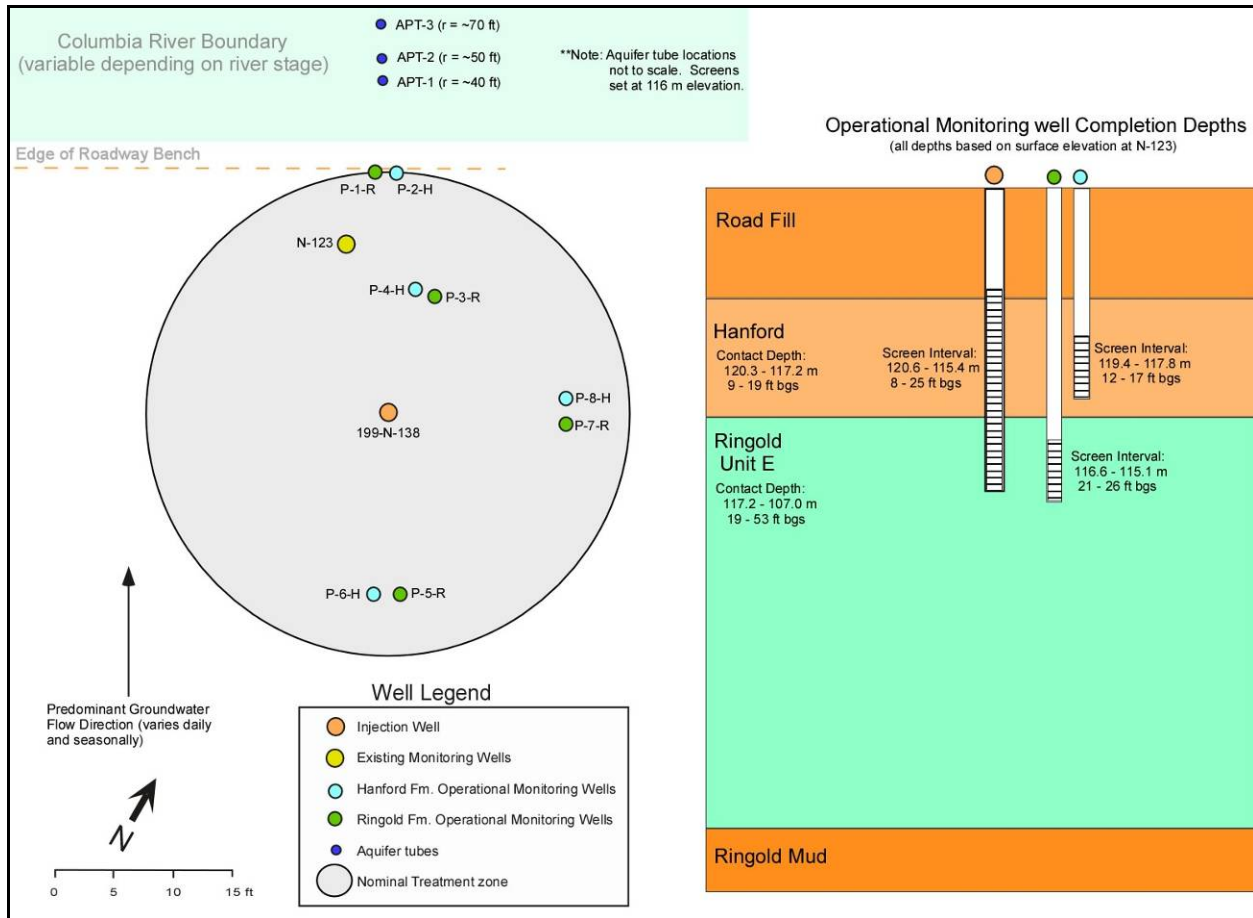 Columbia River Boundary
(variable depending on river stage)
APT-3 (r = ~70 ft)
APT-2 (r = ~50 ft)
APT-1 (r = ~40 ft)
**Note: Aquifer tube locations
not to scale. Screens
set at 116 m elevation.
Edge of Roadway Bench
P-1-R
P-2-H
N-123
P-4-H
P-3-R
P-8-H
P-7-R
199-N-138
P-6-H
P-5-R
Predominant Groundwater
Flow Direction (varies daily
and seasonally)
N
0 5 10 15 ft
Well Legend
Injection Well
Existing Monitoring Wells
Hanford Fm. Operational Monitoring Wells
Ringold Fm. Operational Monitoring Wells
Aquifer tubes
Nominal Treatment zone
Operational Monitoring well Completion Depths
(all depths based on surface elevation at N-123)
Road Fill
Hanford
Contact Depth:
120.3 - 117.2 m
9 - 19 ft bgs
Screen Interval:
120.6 - 115.4 m
8 - 25 ft bgs
Screen Interval:
119.4 - 117.8 m
12 - 17 ft bgs
Ringold
Unit E
Contact Depth:
117.2 - 107.0 m
19 - 53 ft bgs
Screen Interval:
116.6 - 115.1 m
21 - 26 ft bgs
Ringold Mud